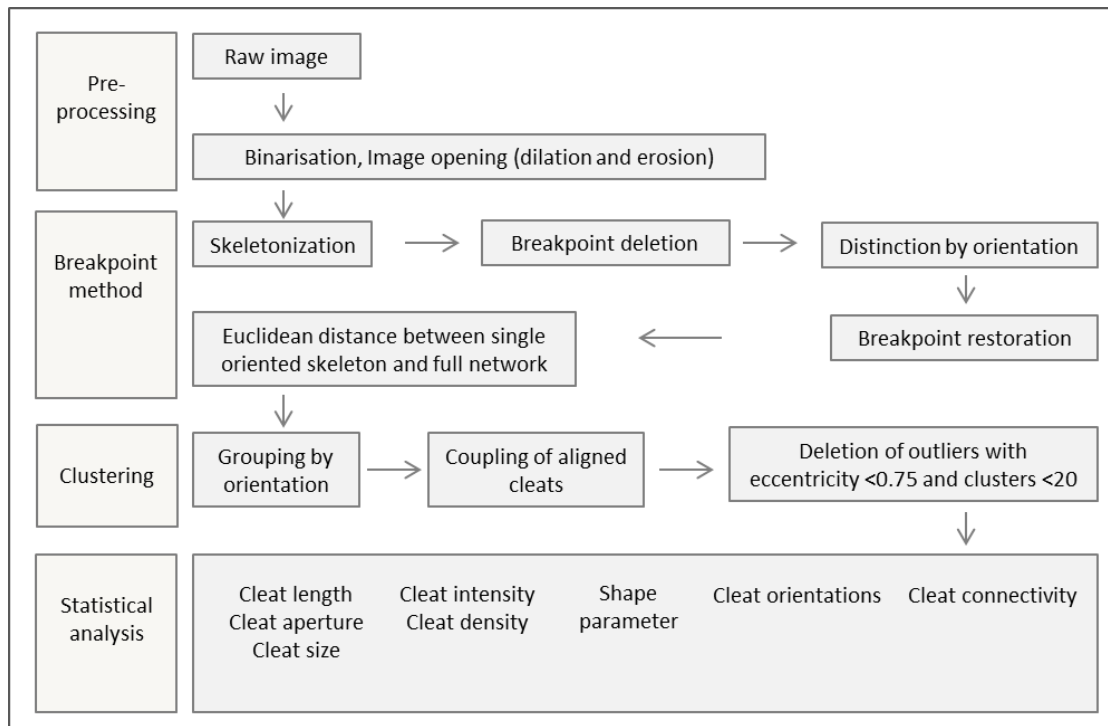 Pre-
processing
Raw image
Binarisation, Image opening (dilation and erosion)
Breakpoint
method
Skeletonization
Breakpoint deletion
Distinction by orientation
Breakpoint restoration
Euclidean distance between single
oriented skeleton and full network
Clustering
Grouping by
orientation
Coupling of aligned
cleats
Deletion of outliers with
eccentricity <0.75 and clusters <20
Statistical
analysis
Cleat length
Cleat aperture
Cleat size
Cleat intensity
Cleat density
Shape
parameter
Cleat orientations
Cleat connectivity